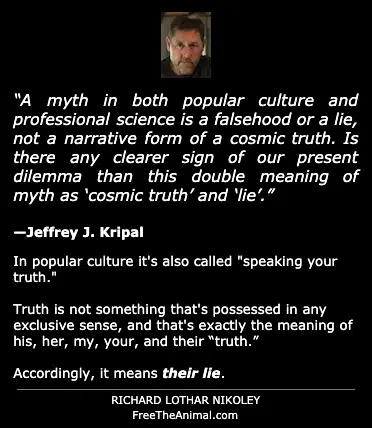 “A myth in both popular culture and
professional science is a falsehood or a lie,
not a narrative form of a cosmic truth. Is
there any clearer sign of our present
dilemma than this double meaning of
myth as ‘cosmic truth’ and ‘lie’.”
—Jeffrey J. Kripal
In popular culture it's also called "speaking your
truth."
Truth is not something that's possessed in any
exclusive sense, and that's exactly the meaning of
his, her, my, your, and their “truth.”
Accordingly, it means their lie.
RICHARD LOTHAR NIKOLEY
FreeTheAnimal.com